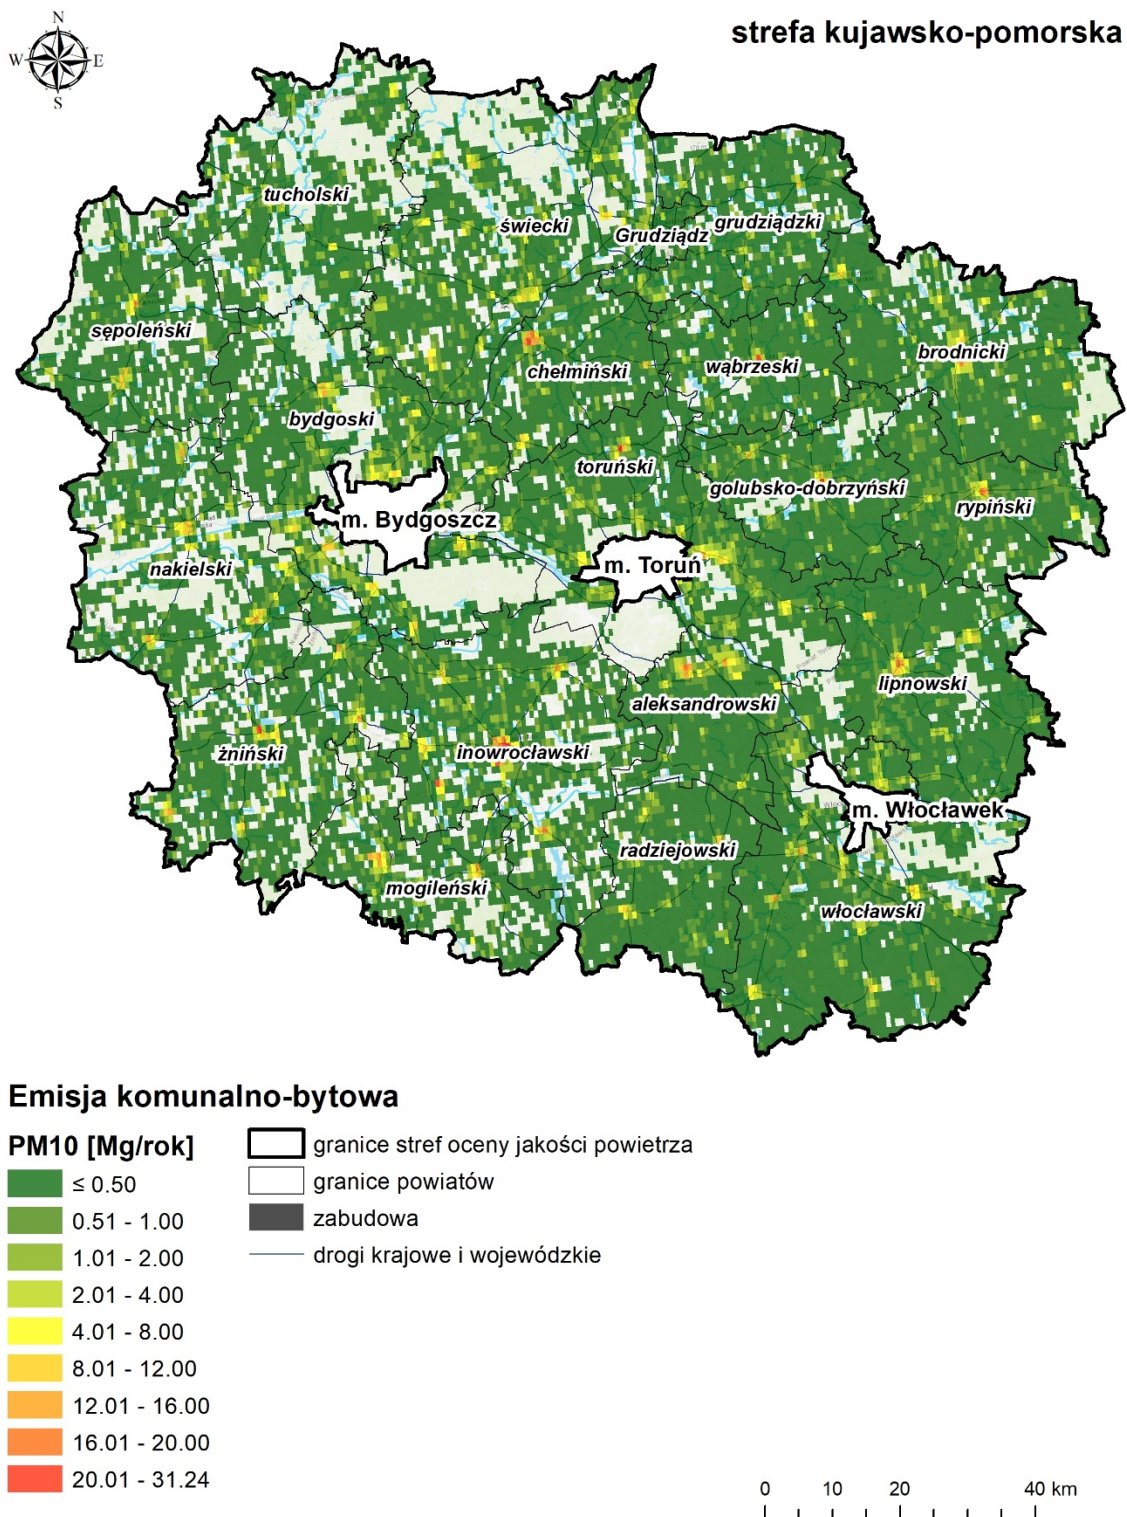 N
strefa kujawsko-pomorska
W E
S
tucholski
świecki
Grudziądz
grudziądzki
sępoleński
chełmiński
wąbrzeski
brodnicki
bydgoski
toruński
golubsko-dobrzyński
rypiński
m. Bydgoszcz
nakielski
m. Toruń
lipnowski
aleksandrowski
żniński
inowrocławski
m. Włocławek
radziejowski
mogileński
włocławski
Emisja komunalno-bytowa
PM10 [Mg/rok]
≤ 0.50
0.51 - 1.00
1.01 - 2.00
2.01 - 4.00
4.01 - 8.00
8.01 - 12.00
12.01 - 16.00
16.01 - 20.00
20.01 - 31.24
granice stref oceny jakości powietrza
granice powiatów
zabudowa
drogi krajowe i wojewódzkie
0 10 20 40 km